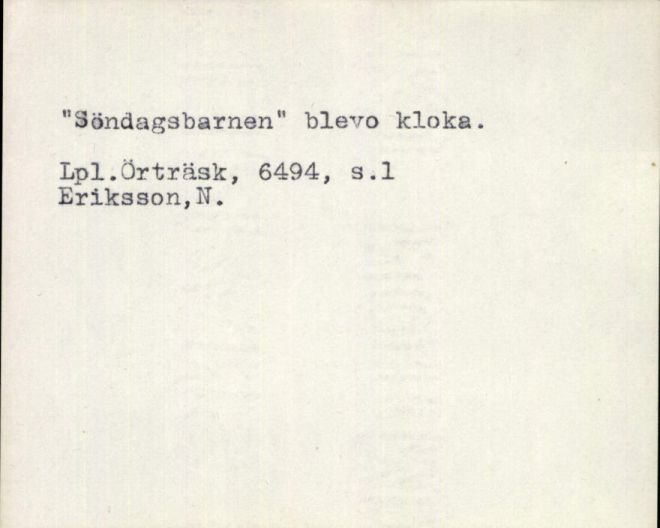 "Söndagsbarnen" blevo kloka.
Lpl.Örträsk, 6494, s.1
Eriksson,N.